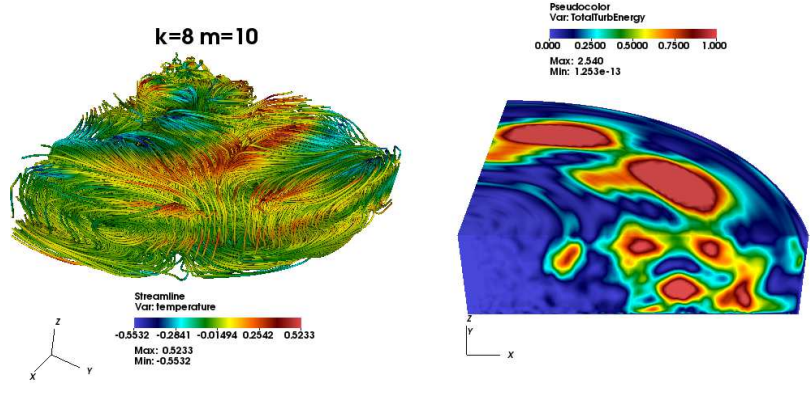 k=8 m=10
Streamline
Var: temperature
-0.5532 -0.2841 -0.01494 0.2542 0.5233
Max: 0.5233
Min: -0.5532
Z
X
Y
Pseudocolor
Var: TotalTurbEnergy
0.000 0.2500 0.5000 0.7500 1.000
Max: 2.540
Min: 1.253e-13
Z
Y
X